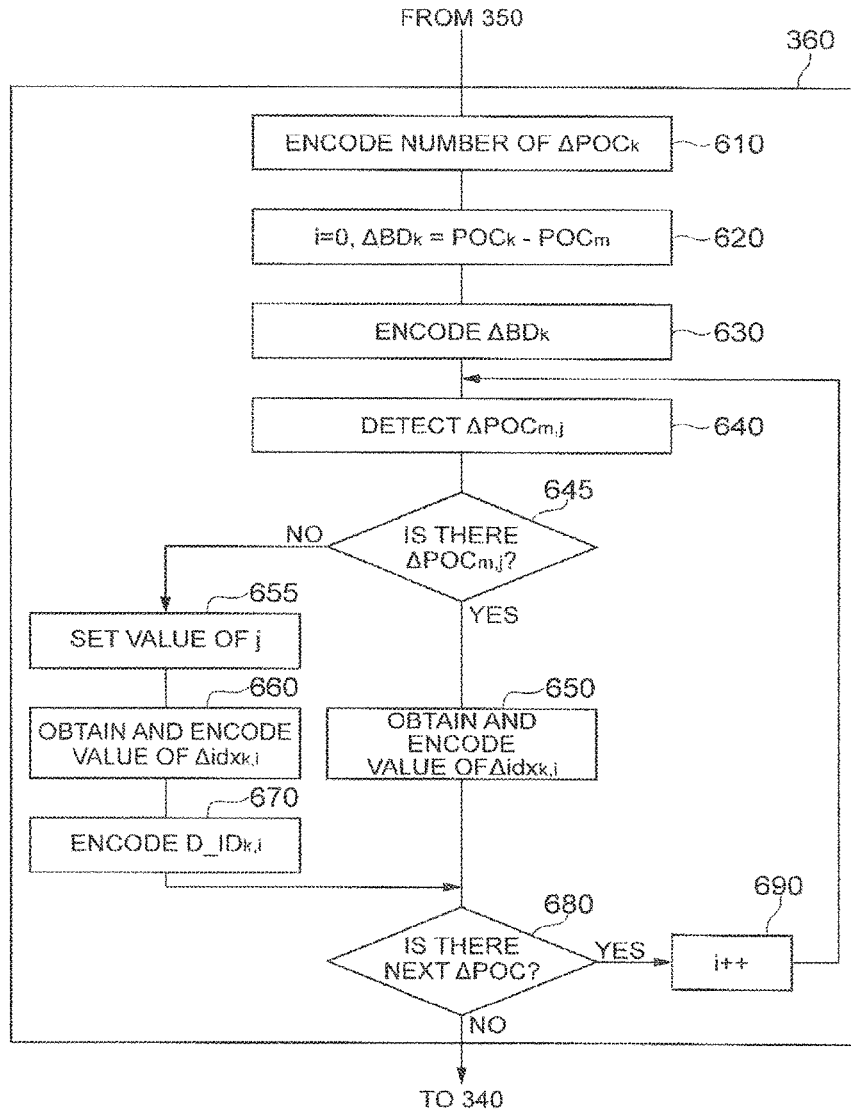 FROM 350
360
ENCODE NUMBER OF ΔPOCk
610
i=0, ΔBDk = POCk - POCm
620
ENCODE ΔBDk
630
DETECT ΔPOCm,j
640
645
NO
IS THERE
ΔPOCm,j?
YES
655
SET VALUE OF j
660
OBTAIN AND ENCODE
VALUE OF Δidxk,i
650
OBTAIN AND
ENCODE
VALUE OFΔidxk,i
670
ENCODE D_IDk,i
680
IS THERE
NEXT ΔPOC?
YES
690
i++
NO
TO 340